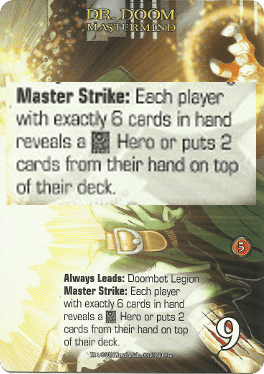 DR. DOOM
MASTERMIND
Master Strike: Each player
with exactly 6 cards in hand
reveals a Hero or puts 2
cards from their hand on top
of their deck.
5
Always Leads: Doombot Legion
Master Strike: Each player
with exactly 6 cards in hand
reveals a Hero or puts 2
cards from their hand on top
of their deck.
9